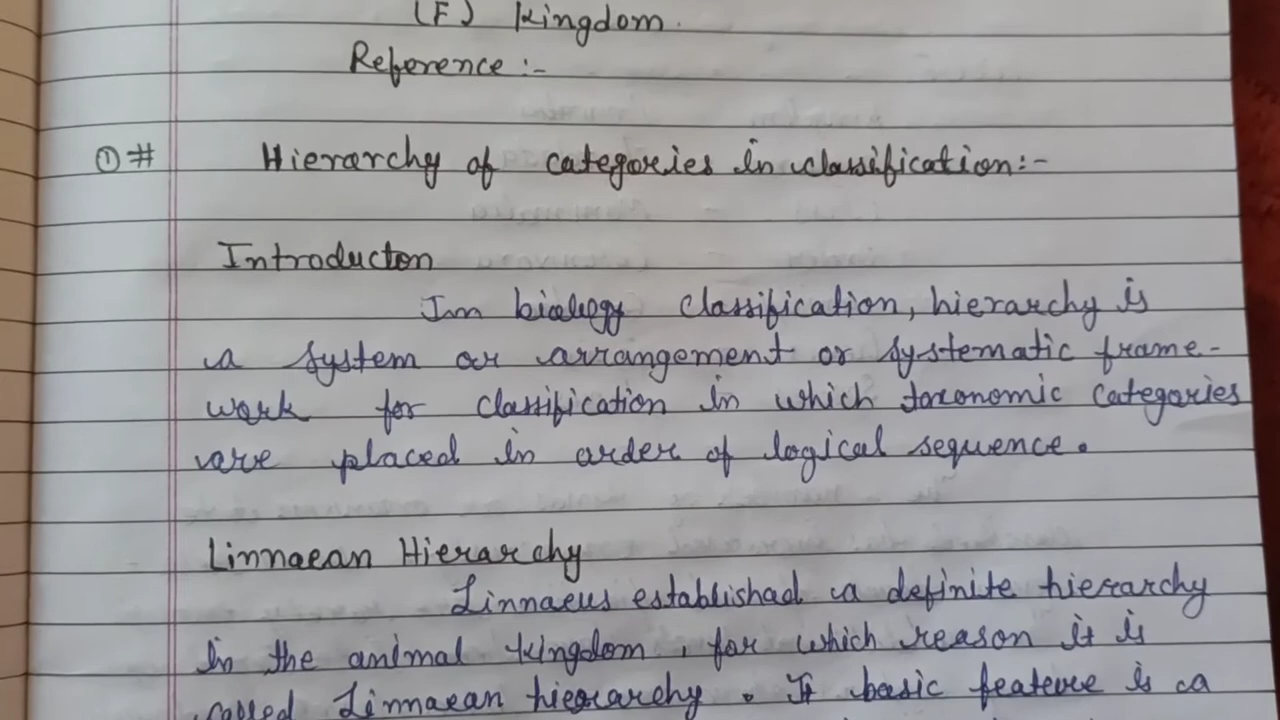 (F) Kingdom.
Reference :-
① # Hierarchy of categories in classification:-
Introducton
In biology classification, hierarchy is
a system or arrangement or systematic frame-
work for classification in which taxonomic categories
are placed in order of logical sequence.
Linnaean Hierarchy
Linnaeus established a definite hierarchy
in the animal kingdom, for which reason it is
called Linnaean hierarchy. It basic feature is a